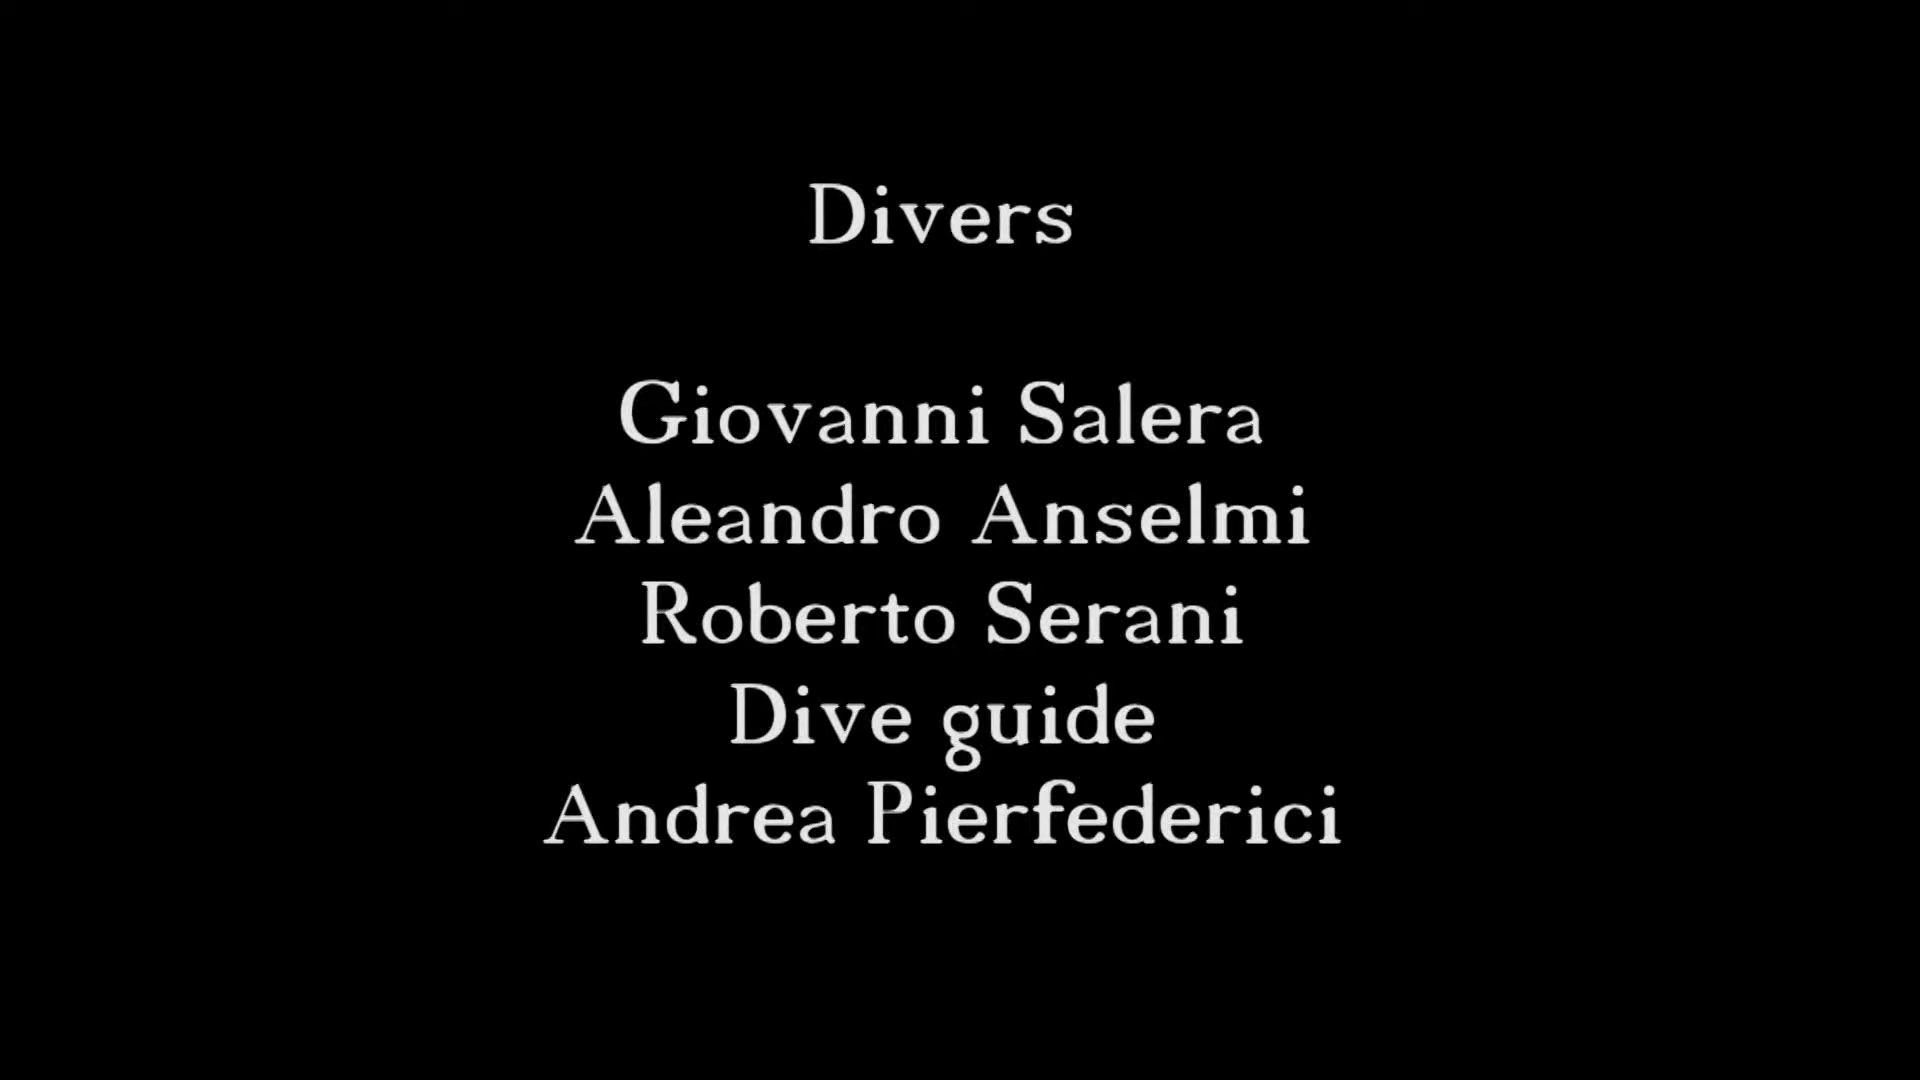 Divers
Giovanni Salera
Aleandro Anselmi
Roberto Serani
Dive guide
Andrea Pierfederici